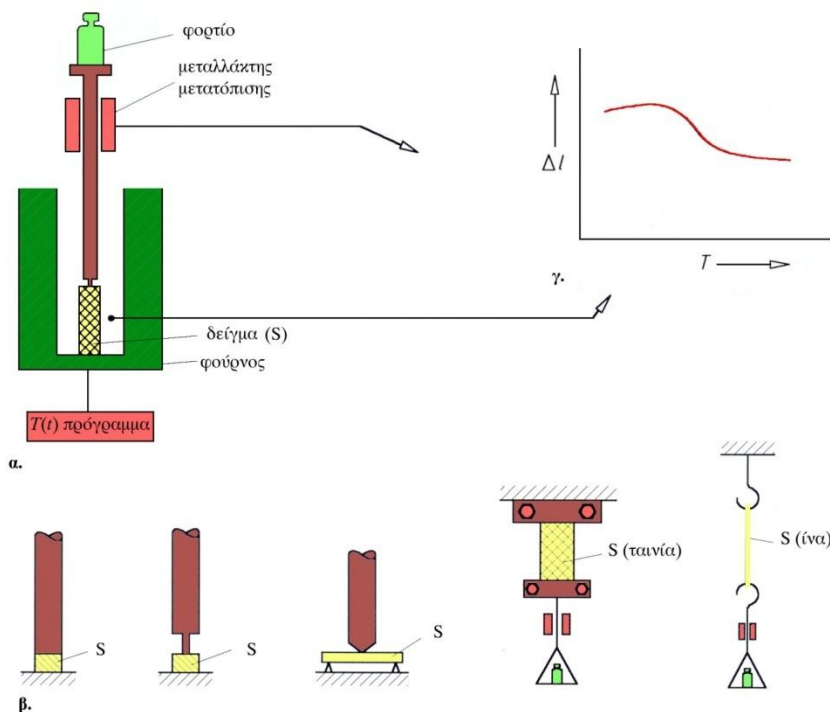 φορτίο
μεταλλάκτης
μετατόπισης
Δl
T
γ.
δείγμα (S)
φούρνος
T(t) πρόγραμμα
α.
S
S
S
S (ταινία)
S (ίνα)
β.